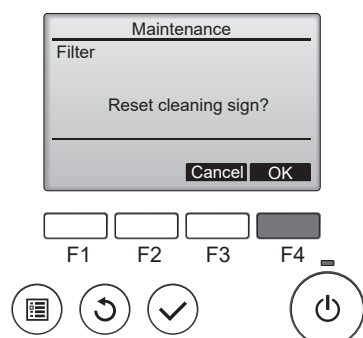 Maintenance
Filter
Reset cleaning sign?
Cancel OK
F1 F2 F3 F4